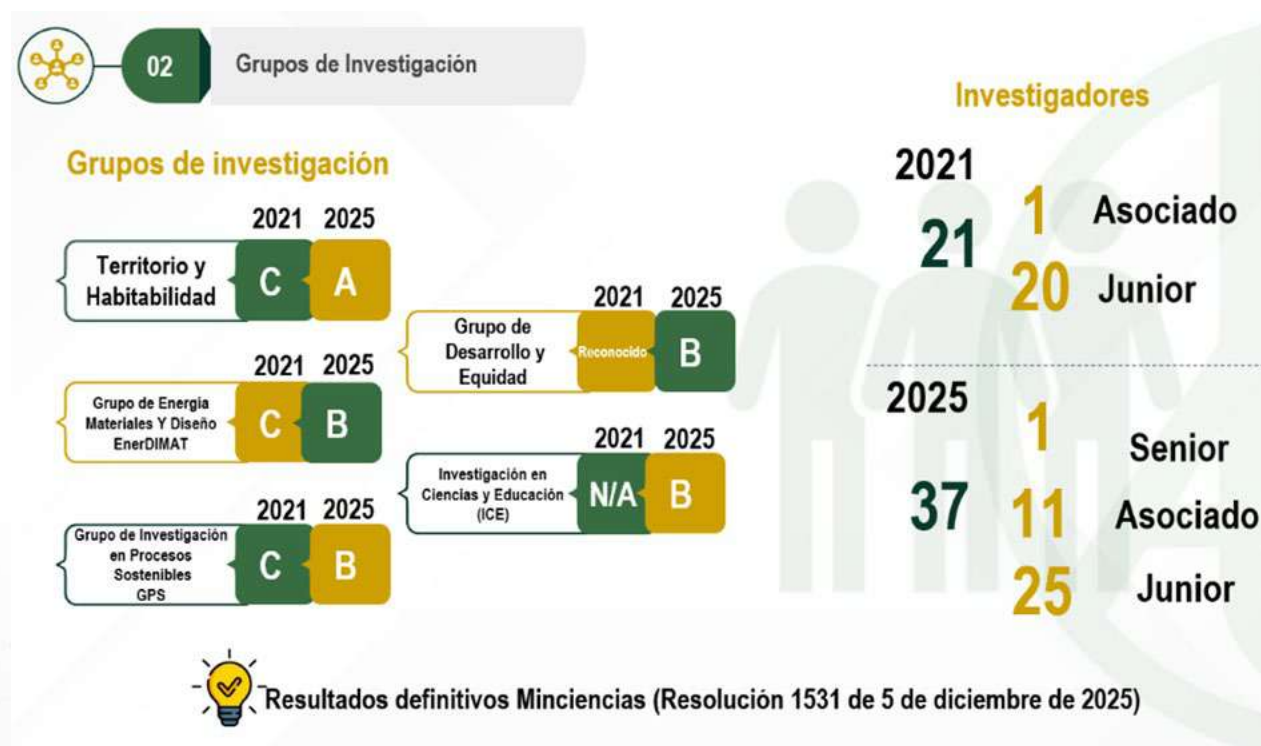 02
Grupos de Investigación
Grupos de investigación
2021 2025
Territorio y
Habitabilidad
C A
2021 2025
Grupo de Energia
Materiales Y Diseño
EnerDIMAT
C B
2021 2025
Grupo de Investigación
en Procesos
Sostenibles
GPS
C B
2021 2025
Grupo de
Desarrollo y
Equidad
Reconocido B
2021 2025
Investigación en
Ciencias y Educación
(ICE)
N/A B
Investigadores
2021
21
1 Asociado
20 Junior
2025
37
1 Senior
11 Asociado
25 Junior
Resultados definitivos Minciencias (Resolución 1531 de 5 de diciembre de 2025)